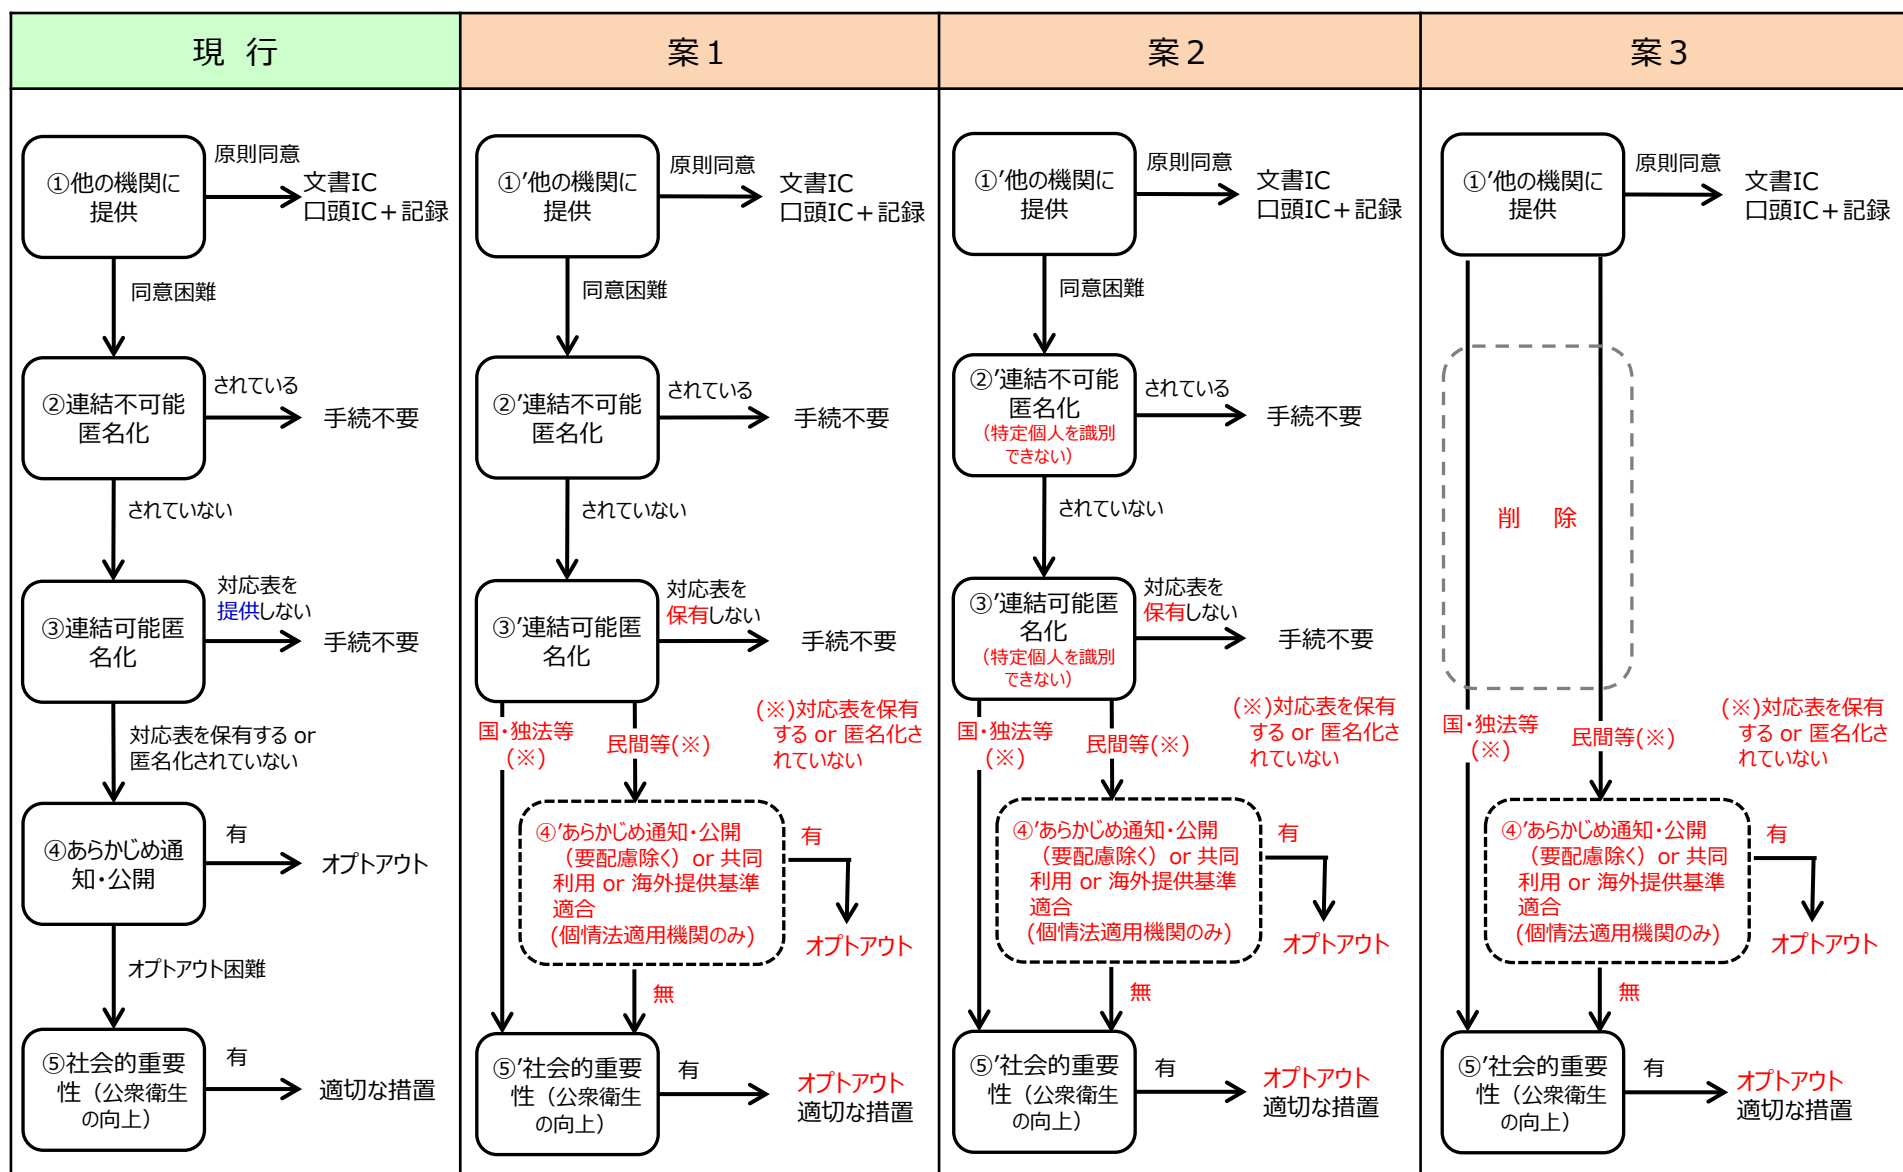 現 行
案1
案2
案3
①他の機関に
提供
原則同意
文書IC
口頭IC＋記録
同意困難
②連結不可能
匿名化
されている
手続不要
されていない
③連結可能匿
名化
対応表を
提供しない
手続不要
対応表を保有する or
匿名化されていない
④あらかじめ通
知・公開
有
オプトアウト
オプトアウト困難
⑤社会的重要
性（公衆衛生
の向上）
有
適切な措置
①’他の機関に
提供
原則同意
文書IC
口頭IC＋記録
同意困難
②’連結不可能
匿名化
されている
手続不要
されていない
③’連結可能匿
名化
対応表を
保有しない
手続不要
国・独法等
(※)
民間等(※)
(※)対応表を保有
する or 匿名化さ
れていない
④’あらかじめ通知・公開
（要配慮除く）or 共同
利用 or 海外提供基準
適合
(個情法適用機関のみ)
有
オプトアウト
無
⑤’社会的重要
性（公衆衛生
の向上）
有
オプトアウト
適切な措置
①’他の機関に
提供
原則同意
文書IC
口頭IC＋記録
同意困難
②’連結不可能
匿名化
（特定個人を識別
できない）
されている
手続不要
されていない
③’連結可能匿
名化
（特定個人を識別
できない）
対応表を
保有しない
手続不要
国・独法等
(※)
民間等(※)
(※)対応表を保有
する or 匿名化さ
れていない
④’あらかじめ通知・公開
（要配慮除く）or 共同
利用 or 海外提供基準
適合
(個情法適用機関のみ)
有
オプトアウト
無
⑤’社会的重要
性（公衆衛生
の向上）
有
オプトアウト
適切な措置
①’他の機関に
提供
原則同意
文書IC
口頭IC＋記録
削 除
国・独法等
(※)
民間等(※)
(※)対応表を保有
する or 匿名化さ
れていない
④’あらかじめ通知・公開
（要配慮除く）or 共同
利用 or 海外提供基準
適合
(個情法適用機関のみ)
有
オプトアウト
無
⑤’社会的重要
性（公衆衛生
の向上）
有
オプトアウト
適切な措置